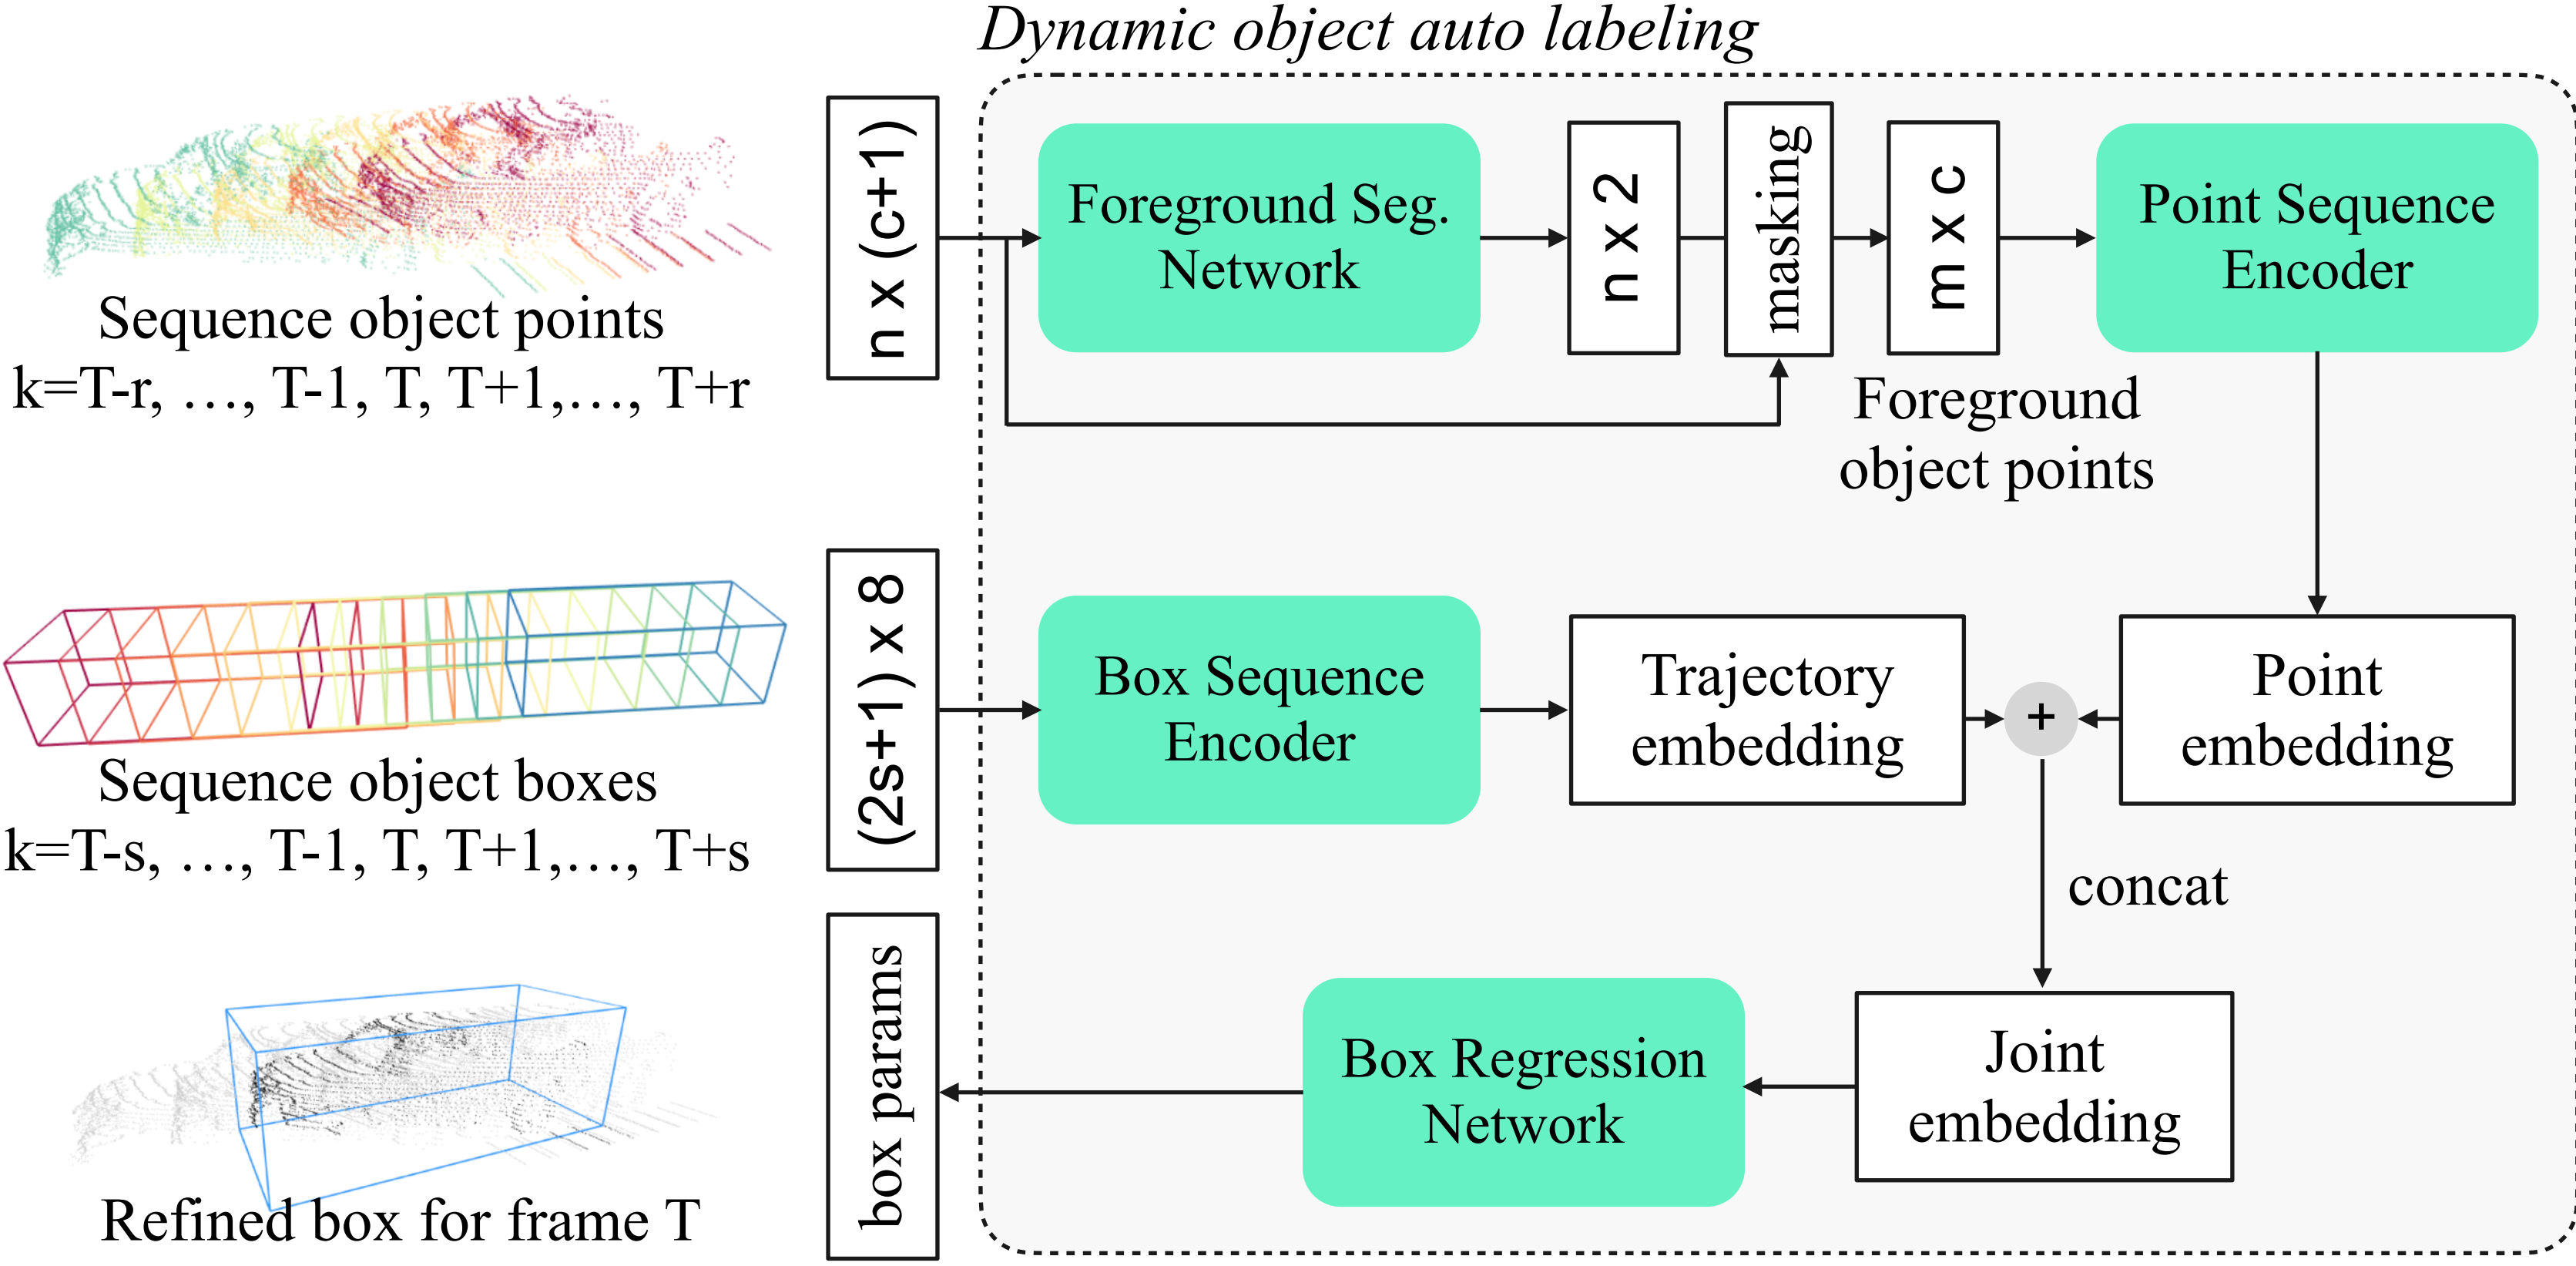 Dynamic object auto labeling
Sequence object points
k=T-r, …, T-1, T, T+1,…, T+r
n x (c+1)
Foreground Seg.
Network
n x 2
masking
m x c
Foreground
object points
Point Sequence
Encoder
Sequence object boxes
k=T-s, …, T-1, T, T+1,…, T+s
(2s+1) x 8
Box Sequence
Encoder
Trajectory
embedding
+
Point
embedding
concat
Joint
embedding
Box Regression
Network
box params
Refined box for frame T